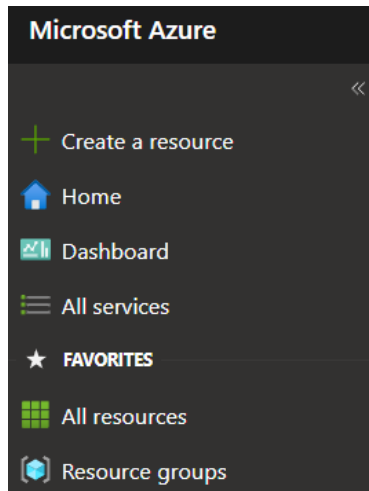 Microsoft Azure
«
Create a resource
Home
Dashboard
All services
FAVORITES
All resources
Resource groups